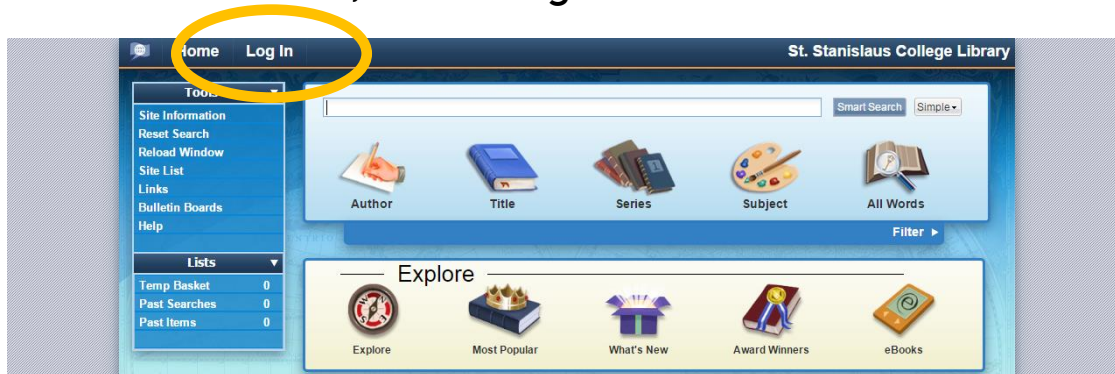 Home Log In St. Stanislaus College Library
Tools
Site Information
Reset Search
Reload Window
Site List
Links
Bulletin Boards
Help
Lists
Temp Basket 0
Past Searches 0
Past Items 0
Smart Search Simple
Author Title Series Subject All Words
Filter
Explore
Explore Most Popular What's New Award Winners eBooks